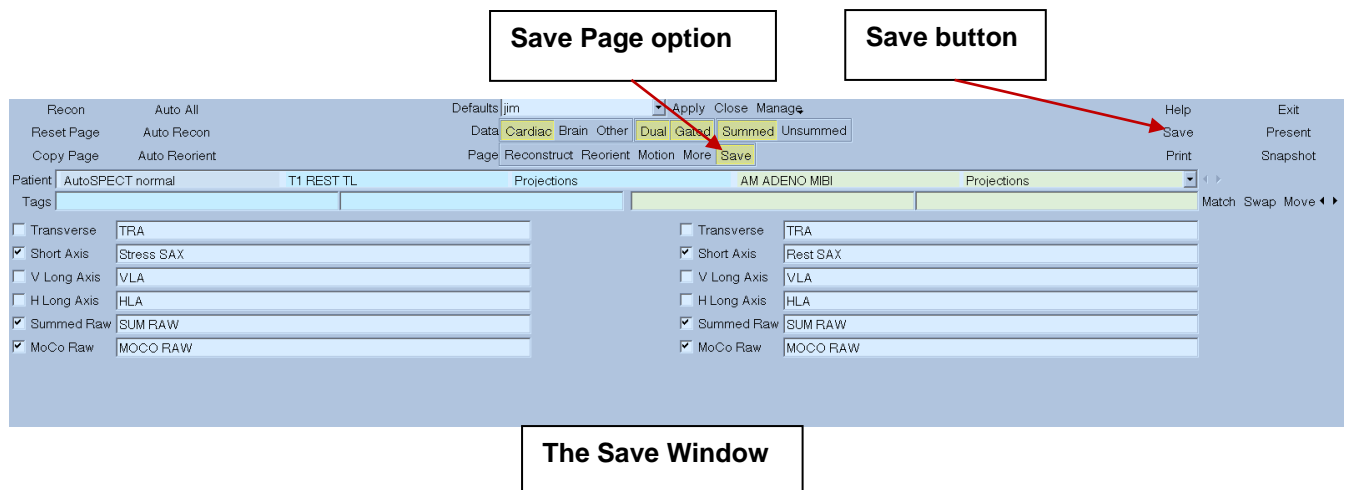 Save Page option Save button
Recon Auto All Defaults jim Apply Close Manage Help Exit
Reset Page Auto Recon Data Cardiac Brain Other Dual Gated Summed Unsummed Save Present
Copy Page Auto Reorient Page Reconstruct Reorient Motion More Save Print Snapshot
Patient AutoSPECT normal T1 REST TL Projections AM ADENO MIBI Projections
Tags Match Swap Move
Transverse TRA Transverse TRA
Short Axis Stress SAX Short Axis Rest SAX
V Long Axis VLA V Long Axis VLA
H Long Axis HLA H Long Axis HLA
Summed Raw SUM RAW Summed Raw SUM RAW
MoCo Raw MOCO RAW MoCo Raw MOCO RAW
The Save Window